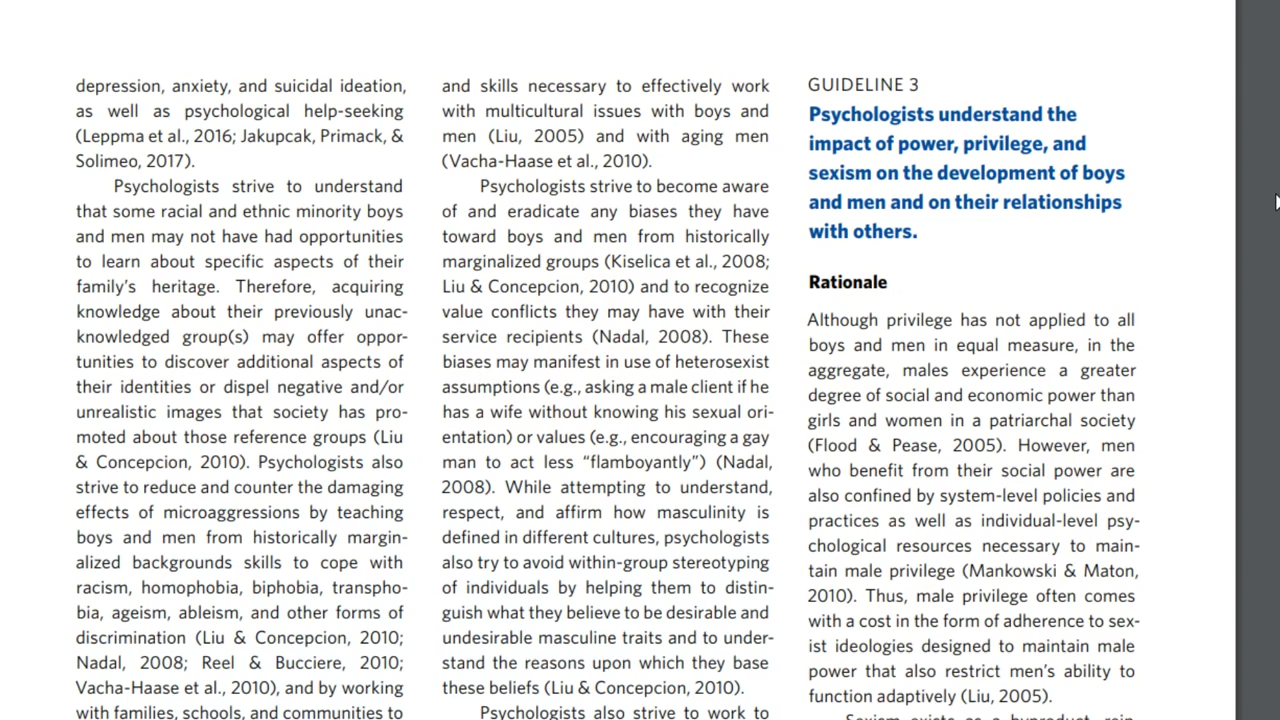 depression, anxiety, and suicidal ideation,
as well as psychological help-seeking
(Leppma et al., 2016; Jakupcak, Primack, &
Solimeo, 2017).
Psychologists strive to understand
that some racial and ethnic minority boys
and men may not have had opportunities
to learn about specific aspects of their
family's heritage. Therefore, acquiring
knowledge about their previously unac-
knowledged group(s) may offer oppor-
tunities to discover additional aspects of
their identities or dispel negative and/or
unrealistic images that society has pro-
moted about those reference groups (Liu
& Concepcion, 2010). Psychologists also
strive to reduce and counter the damaging
effects of microaggressions by teaching
boys and men from historically margin-
alized backgrounds skills to cope with
racism, homophobia, biphobia, transpho-
bia, ageism, ableism, and other forms of
discrimination (Liu & Concepcion, 2010;
Nadal, 2008; Reel & Bucciere, 2010;
Vacha-Haase et al., 2010), and by working
with families, schools, and communities to
and skills necessary to effectively work
with multicultural issues with boys and
men (Liu, 2005) and with aging men
(Vacha-Haase et al., 2010).
Psychologists strive to become aware
of and eradicate any biases they have
toward boys and men from historically
marginalized groups (Kiselica et al., 2008;
Liu & Concepcion, 2010) and to recognize
value conflicts they may have with their
service recipients (Nadal, 2008). These
biases may manifest in use of heterosexist
assumptions (e.g., asking a male client if he
has a wife without knowing his sexual ori-
entation) or values (e.g., encouraging a gay
man to act less “flamboyantly”) (Nadal,
2008). While attempting to understand,
respect, and affirm how masculinity is
defined in different cultures, psychologists
also try to avoid within-group stereotyping
of individuals by helping them to distin-
guish what they believe to be desirable and
undesirable masculine traits and to under-
stand the reasons upon which they base
these beliefs (Liu & Concepcion, 2010).
Psychologists also strive to work to
GUIDELINE 3
Psychologists understand the
impact of power, privilege, and
sexism on the development of boys
and men and on their relationships
with others.
Rationale
Although privilege has not applied to all
boys and men in equal measure, in the
aggregate, males experience a greater
degree of social and economic power than
girls and women in a patriarchal society
(Flood & Pease, 2005). However, men
who benefit from their social power are
also confined by system-level policies and
practices as well as individual-level psy-
chological resources necessary to main-
tain male privilege (Mankowski & Maton,
2010). Thus, male privilege often comes
with a cost in the form of adherence to sex-
ist ideologies designed to maintain male
power that also restrict men's ability to
function adaptively (Liu, 2005).